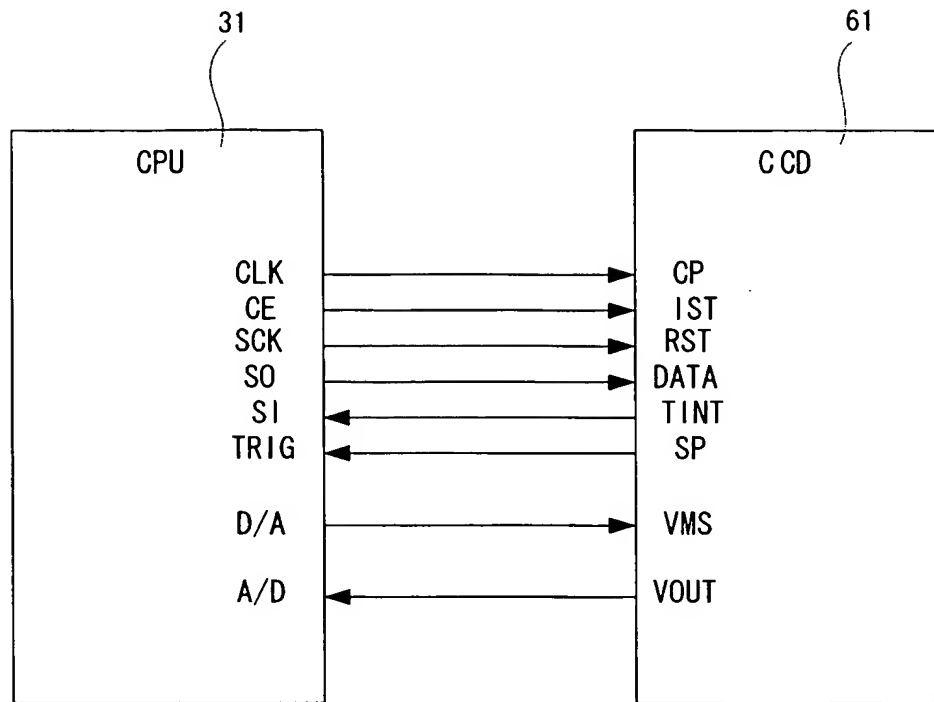 31 61
CPU CCD
CLK CP
CE IST
SCK RST
SO DATA
SI TINT
TRIG SP
D/A VMS
A/D VOUT